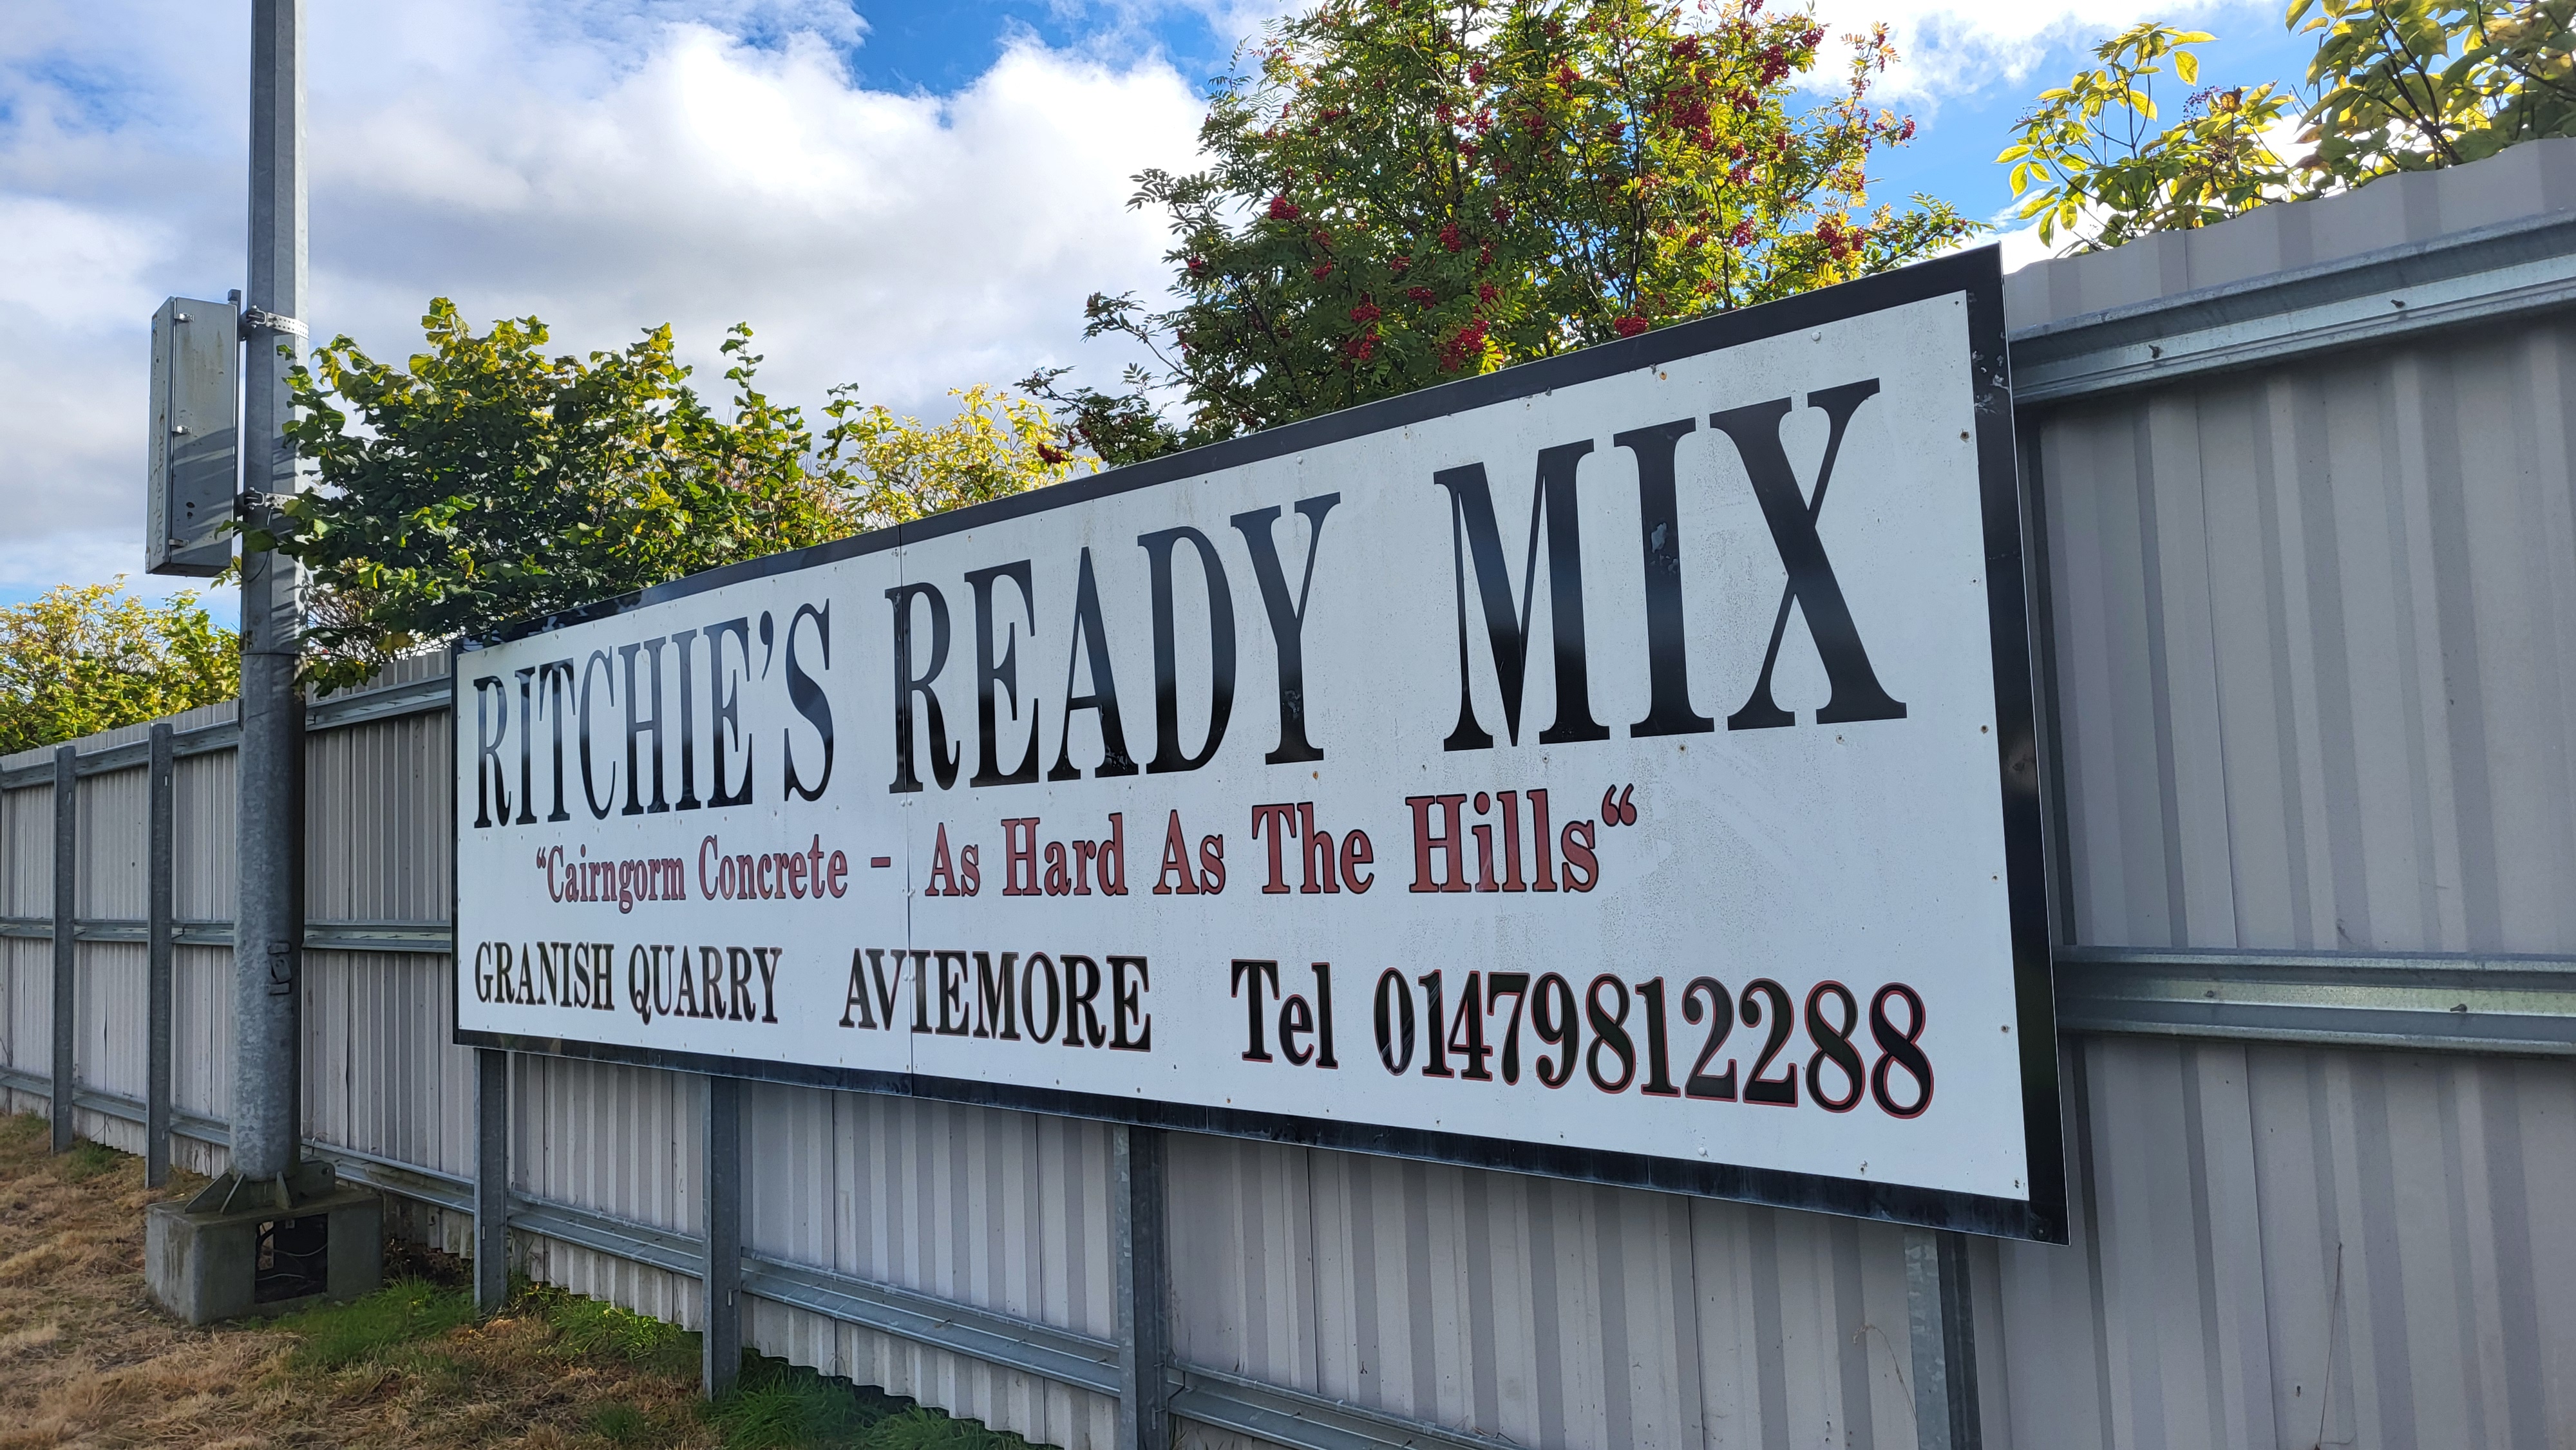 RITCHIE'S READY MIX
“Cairngorm Concrete - As Hard As The Hills“
GRANISH QUARRY AVIEMORE Tel 01479812288